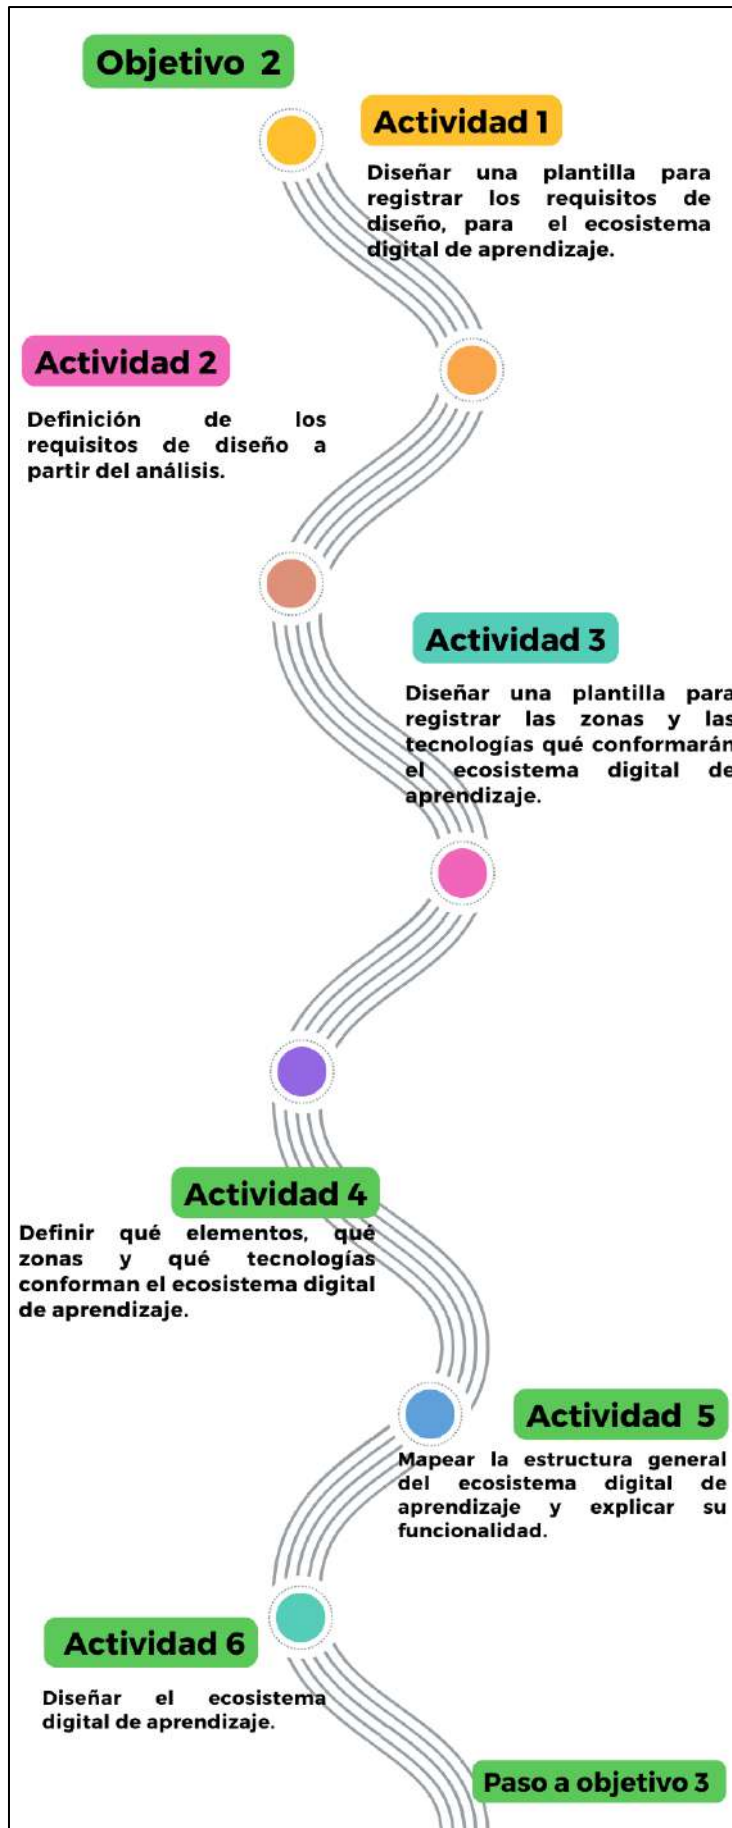 Objetivo 2
Actividad 1
Diseñar una plantilla para
registrar los requisitos de
diseño, para el ecosistema
digital de aprendizaje.
Actividad 2
Definición de los
requisitos de diseño a
partir del análisis.
Actividad 3
Diseñar una plantilla para
registrar las zonas y las
tecnologías qué conformarán
el ecosistema digital de
aprendizaje.
Actividad 4
Definir qué elementos, qué
zonas y qué tecnologías
conforman el ecosistema digital
de aprendizaje.
Actividad 5
Mapear la estructura general
del ecosistema digital de
aprendizaje y explicar su
funcionalidad.
Actividad 6
Diseñar el ecosistema
digital de aprendizaje.
Paso a objetivo 3